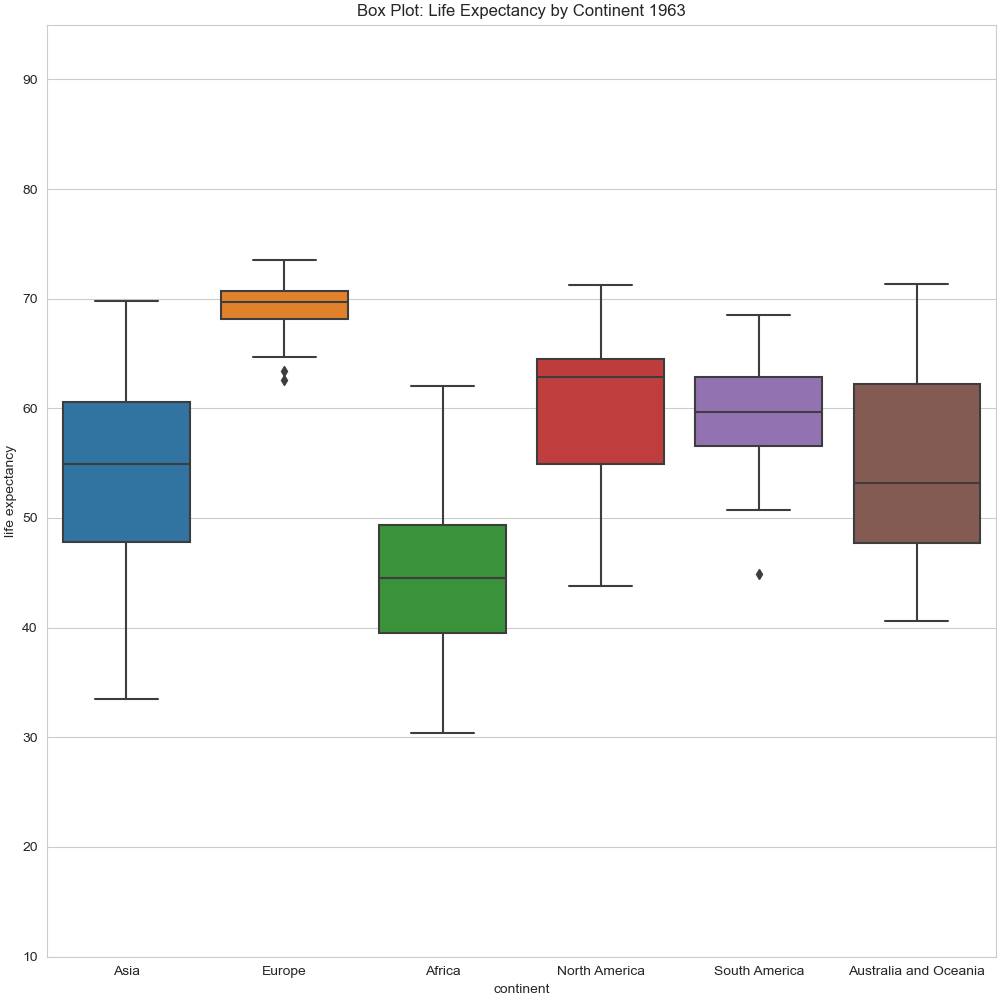 Box Plot: Life Expectancy by Continent 1963
life expectancy
90
80
70
60
50
40
30
20
10
Asia Europe Africa North America South America Australia and Oceania
continent